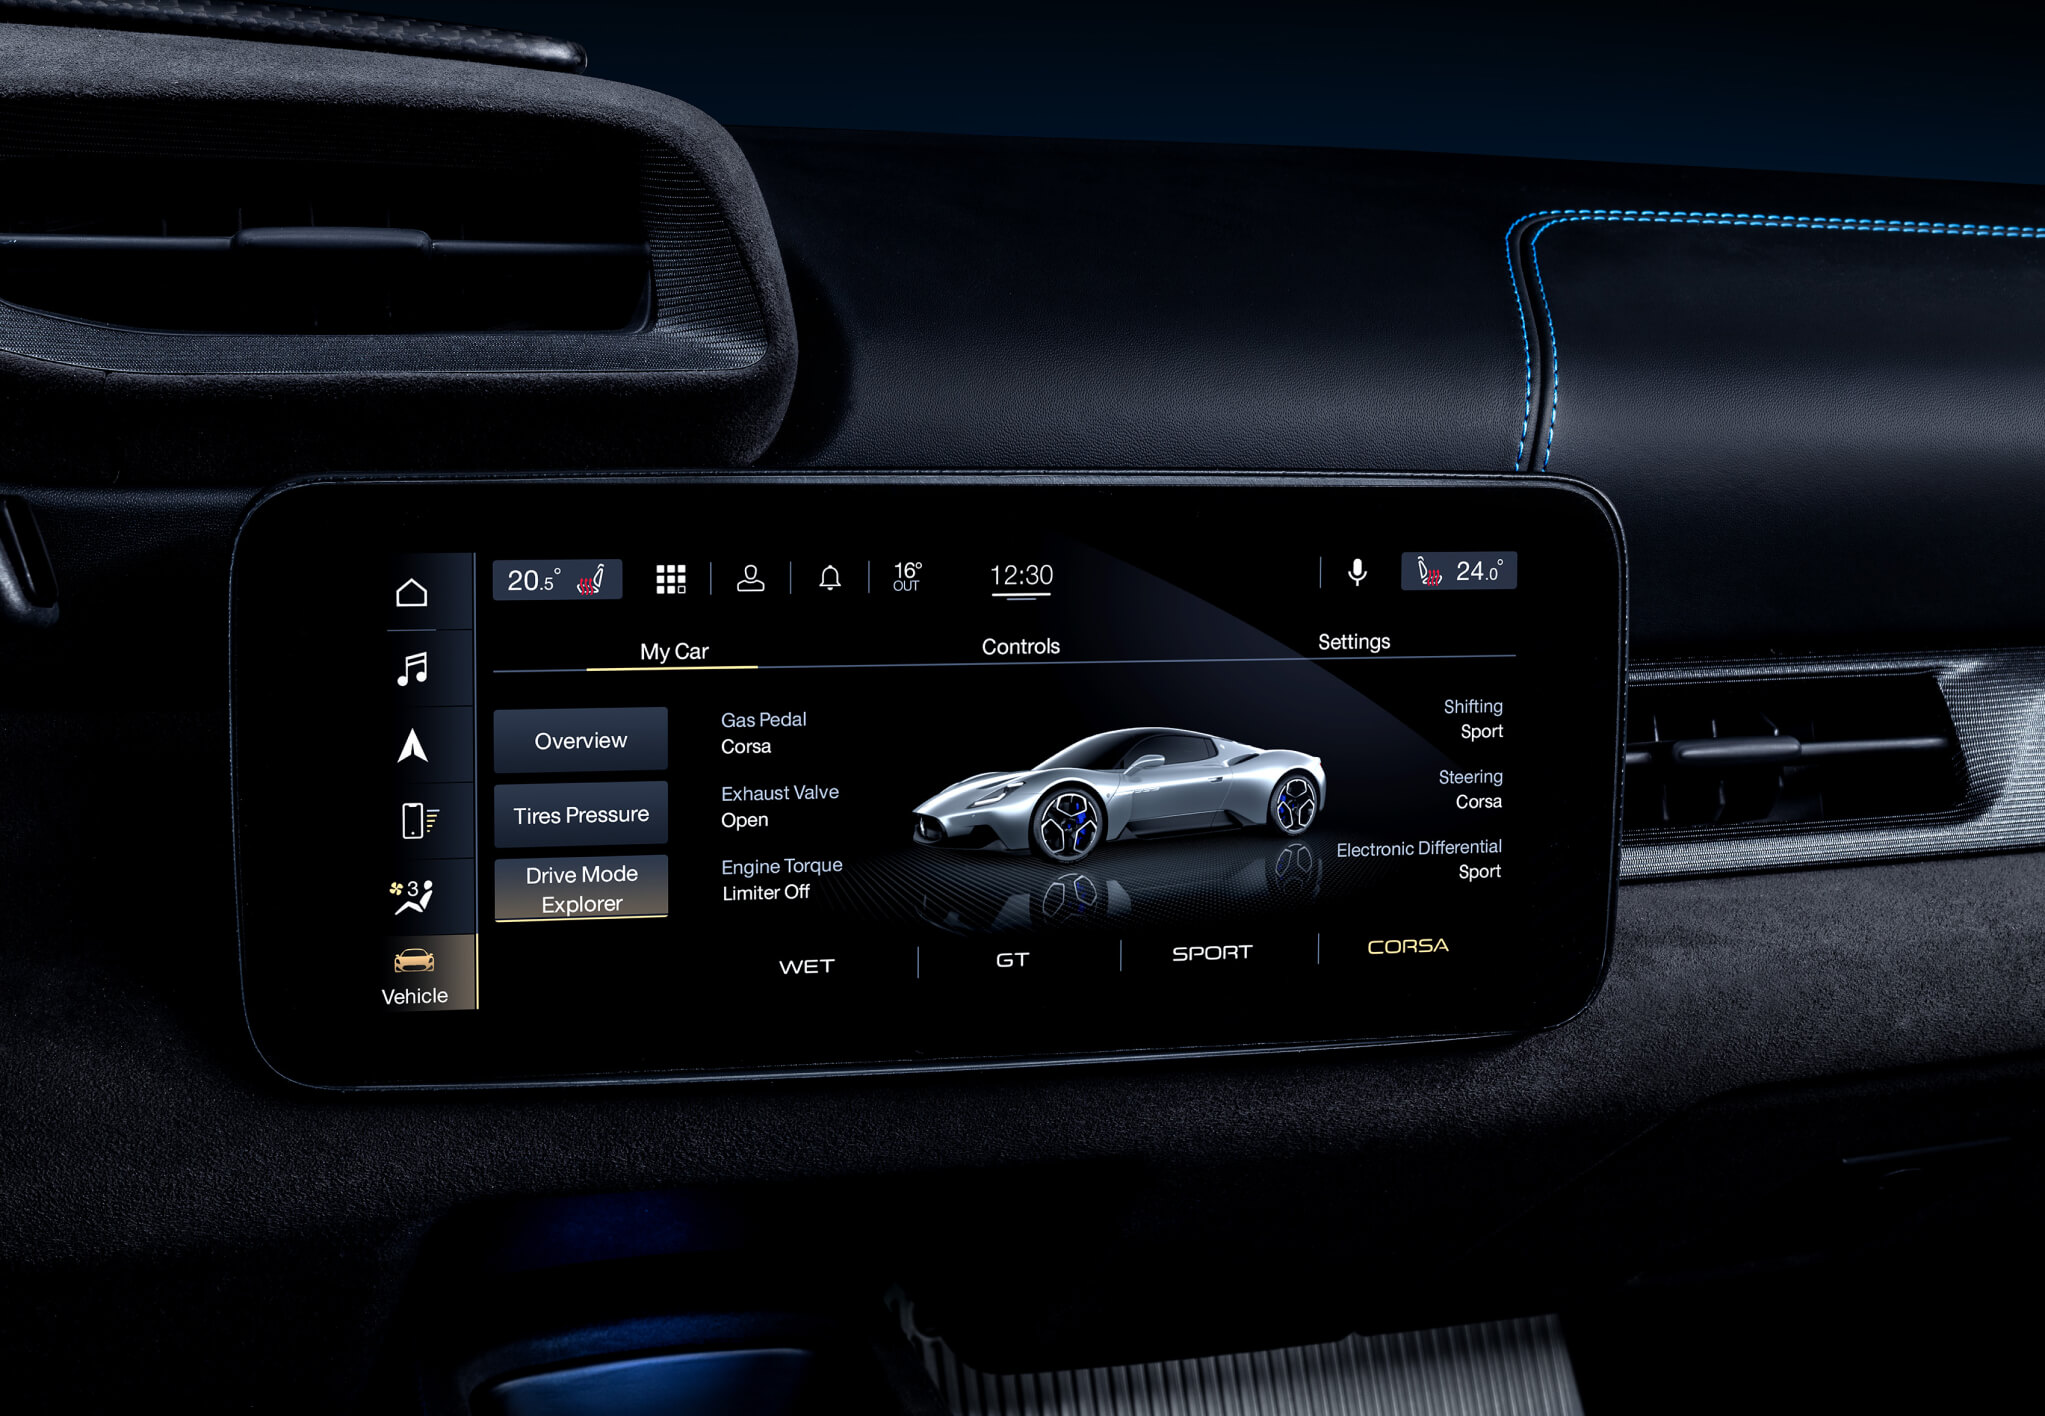 20.5°
16°
OUT
12:30
24.0°
My Car
Controls
Settings
Overview
Tires Pressure
Drive Mode
Explorer
Gas Pedal
Corsa
Exhaust Valve
Open
Engine Torque
Limiter Off
Shifting
Sport
Steering
Corsa
Electronic Differential
Sport
3
Vehicle
WET
GT
SPORT
CORSA